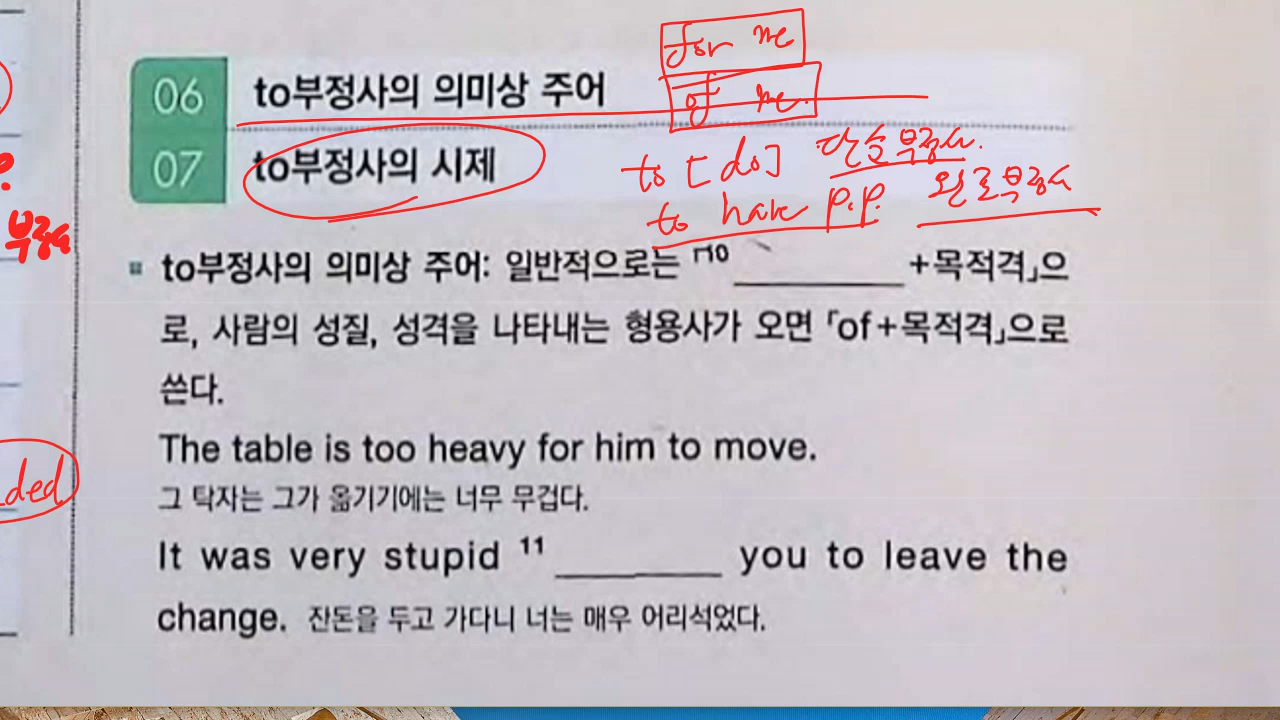 for me
06 to부정사의 의미상 주어
of me.
07 to부정사의 시제
to [do] 단순부정사.
to have p.p. 완료부정사
부정사
to부정사의 의미상 주어: 일반적으로는 「10 ________ +목적격」으
로, 사람의 성질, 성격을 나타내는 형용사가 오면 「of+목적격」으로
쓴다.
The table is too heavy for him to move.
그 탁자는 그가 옮기기에는 너무 무겁다.
ded
It was very stupid 11 ________ you to leave the
change. 잔돈을 두고 가다니 너는 매우 어리석었다.